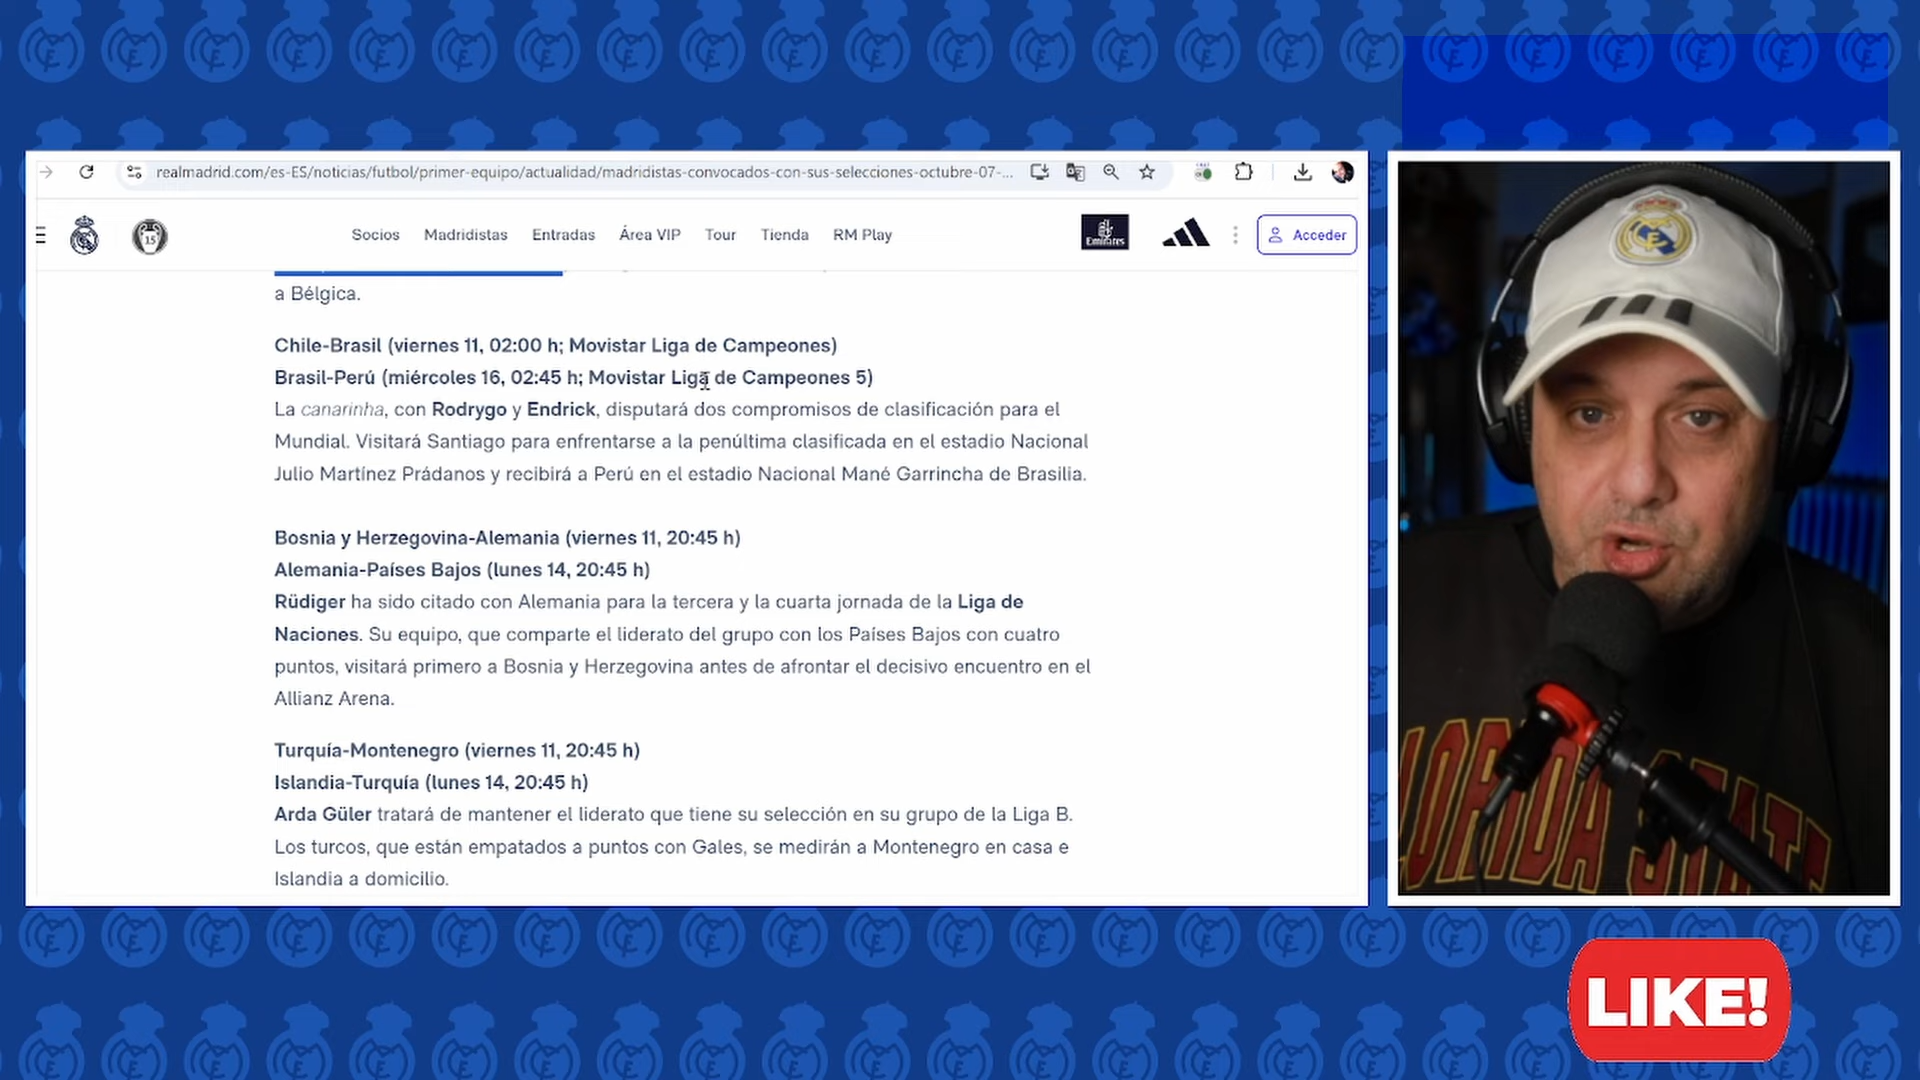 realmadrid.com/es-ES/noticias/futbol/primer-equipo/actualidad/madridistas-convocados-con-sus-selecciones-octubre-07-...
15
Socios
Madridistas
Entradas
Área VIP
Tour
Tienda
RM Play
Emirates
Acceder
a Bélgica.
Chile-Brasil (viernes 11, 02:00 h; Movistar Liga de Campeones)
Brasil-Perú (miércoles 16, 02:45 h; Movistar Liga de Campeones 5)
La canarinha, con Rodrygo y Endrick, disputará dos compromisos de clasificación para el
Mundial. Visitará Santiago para enfrentarse a la penúltima clasificada en el estadio Nacional
Julio Martínez Prádanos y recibirá a Perú en el estadio Nacional Mané Garrincha de Brasilia.
Bosnia y Herzegovina-Alemania (viernes 11, 20:45 h)
Alemania-Países Bajos (lunes 14, 20:45 h)
Rüdiger ha sido citado con Alemania para la tercera y la cuarta jornada de la Liga de
Naciones. Su equipo, que comparte el liderato del grupo con los Países Bajos con cuatro
puntos, visitará primero a Bosnia y Herzegovina antes de afrontar el decisivo encuentro en el
Allianz Arena.
Turquía-Montenegro (viernes 11, 20:45 h)
Islandia-Turquía (lunes 14, 20:45 h)
Arda Güler tratará de mantener el liderato que tiene su selección en su grupo de la Liga B.
Los turcos, que están empatados a puntos con Gales, se medirán a Montenegro en casa e
Islandia a domicilio.
LORIDA STATE
LIKE!